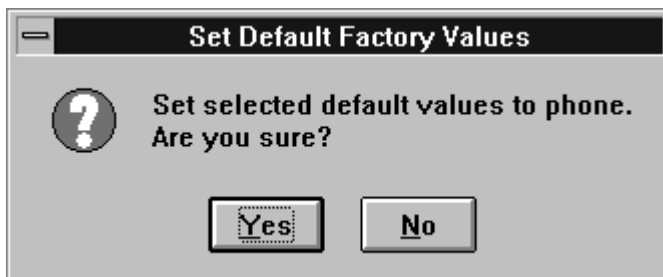 Set Default Factory Values
Set selected default values to phone.
Are you sure?
Yes No